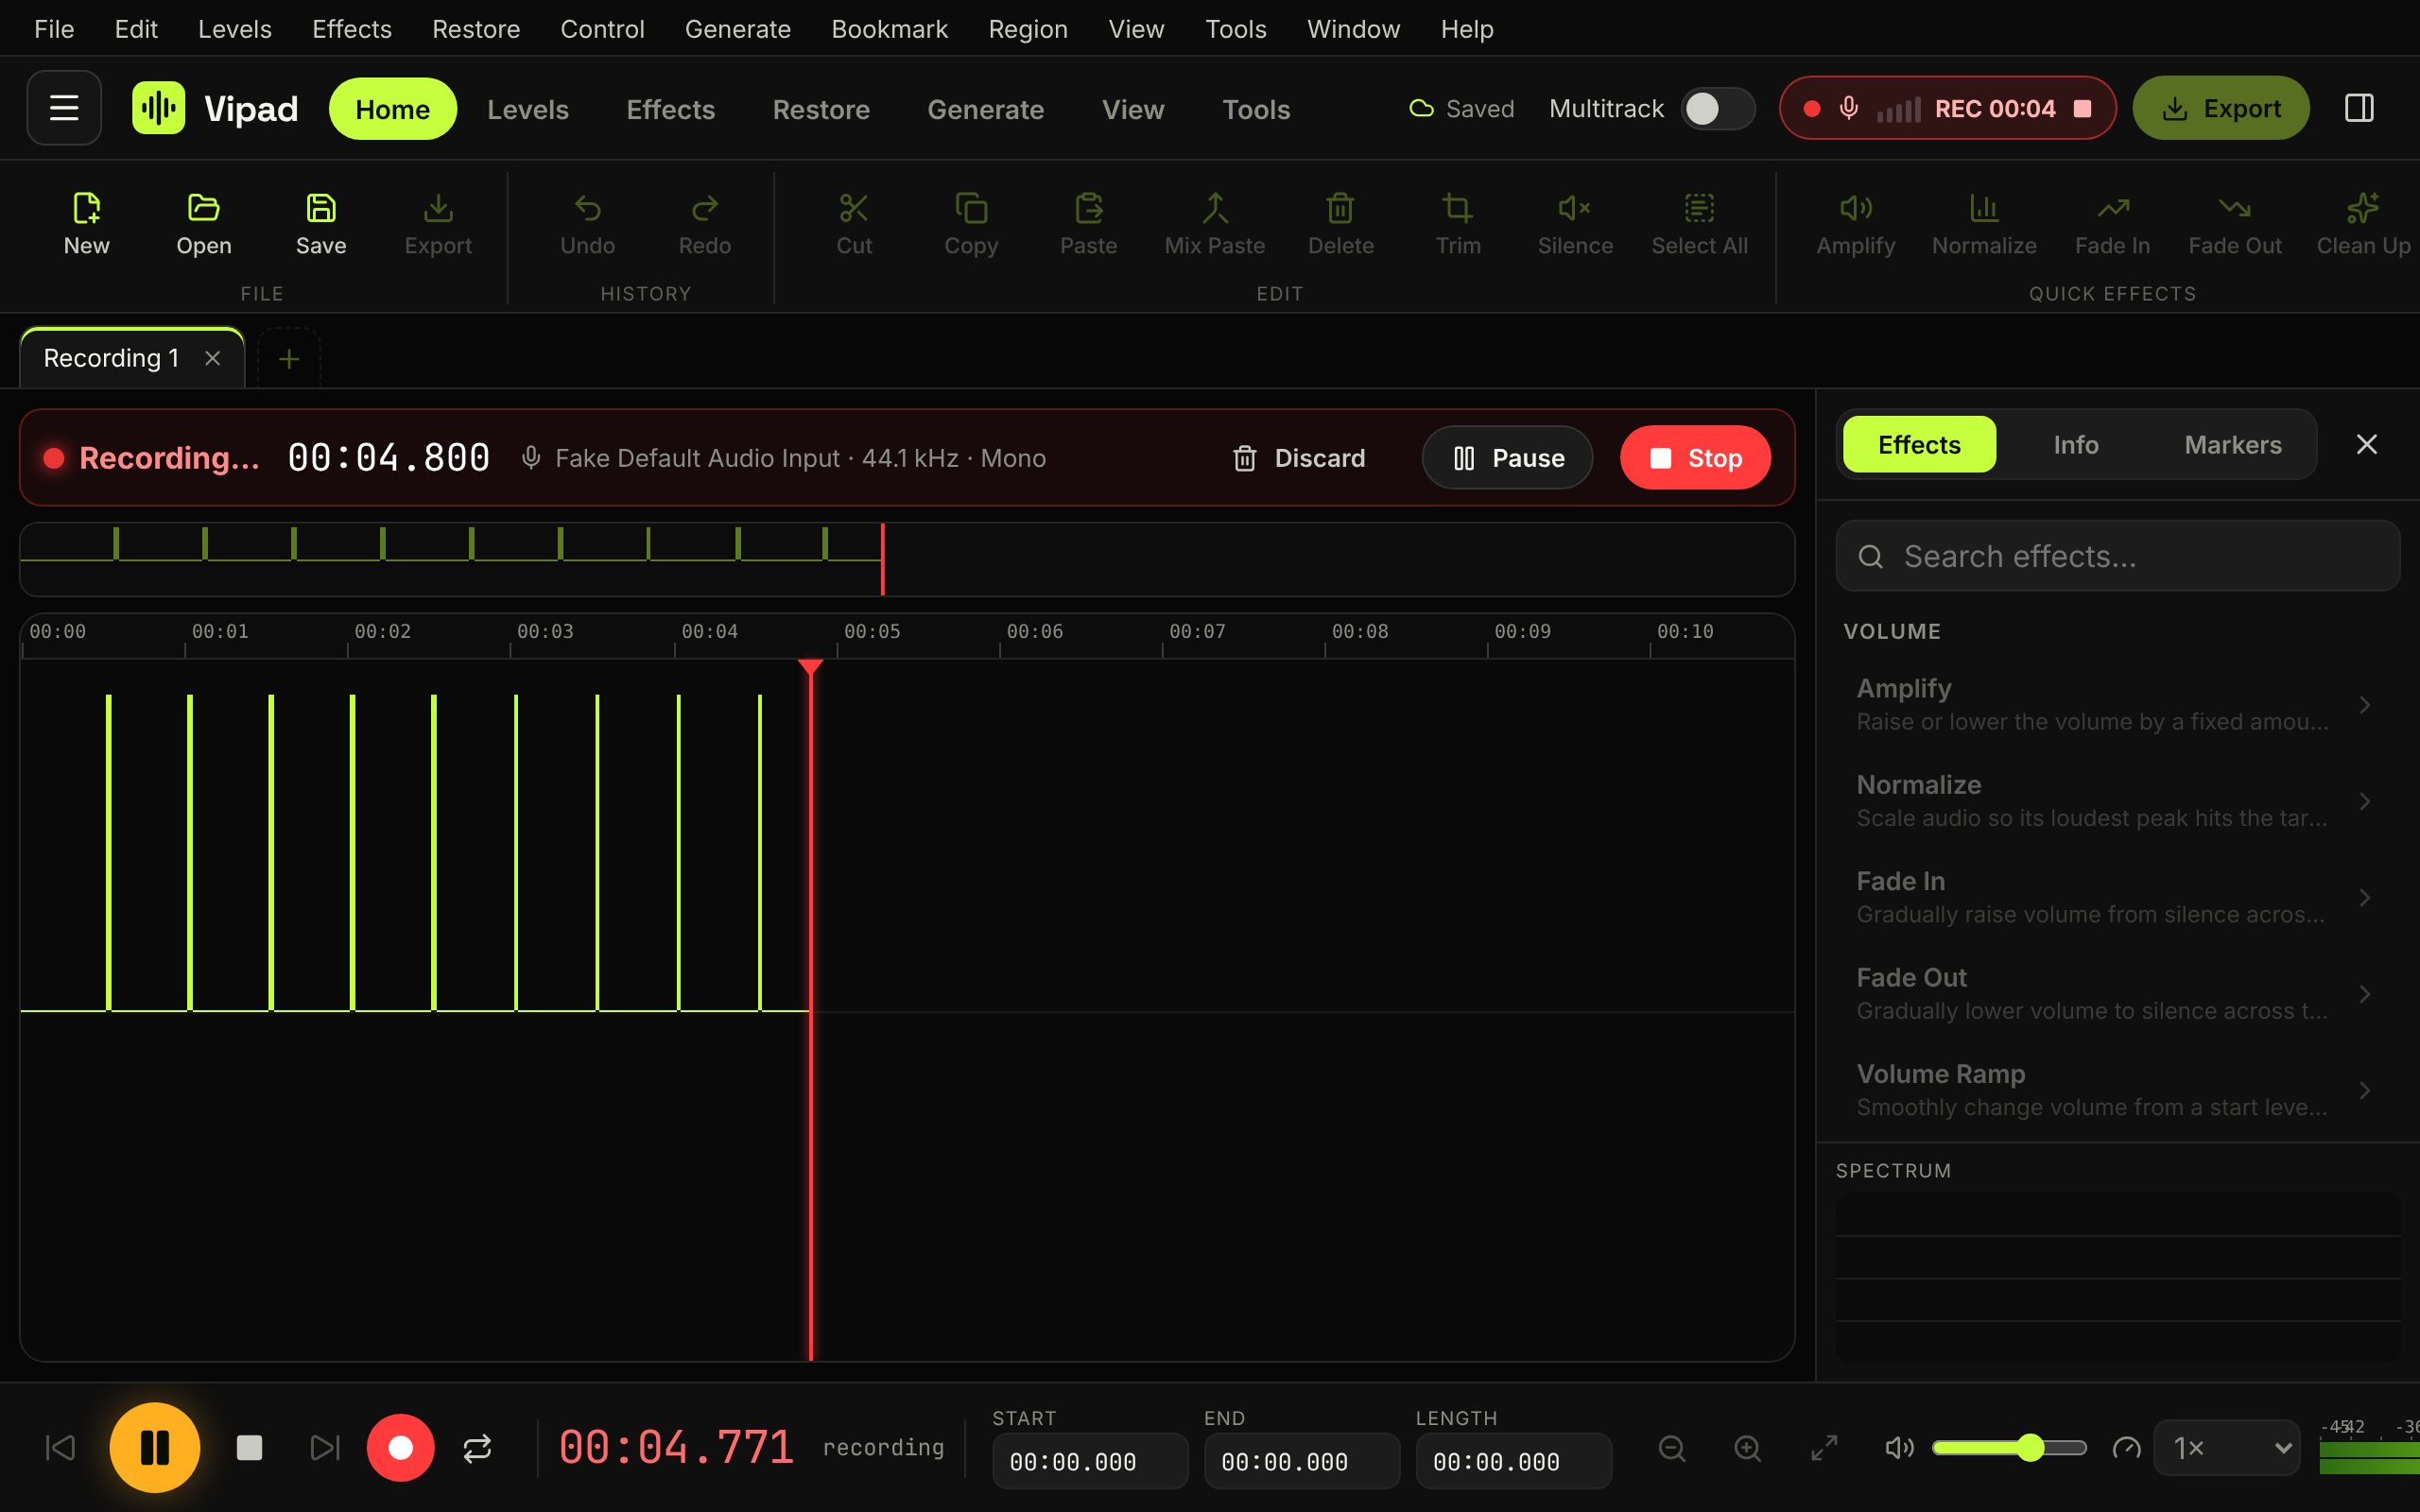 File Edit Levels Effects Restore Control Generate Bookmark Region View Tools Window Help
Vipad Home Levels Effects Restore Generate View Tools Saved Multitrack REC 00:04 Export
New Open Save Export Undo Redo Cut Copy Paste Mix Paste Delete Trim Silence Select All Amplify Normalize Fade In Fade Out Clean Up
FILE HISTORY EDIT QUICK EFFECTS
Recording 1
Recording... 00:04.800 Fake Default Audio Input · 44.1 kHz · Mono Discard Pause Stop
00:00 00:01 00:02 00:03 00:04 00:05 00:06 00:07 00:08 00:09 00:10
Effects Info Markers
Search effects...
VOLUME
Amplify
Raise or lower the volume by a fixed amou...
Normalize
Scale audio so its loudest peak hits the tar...
Fade In
Gradually raise volume from silence acros...
Fade Out
Gradually lower volume to silence across t...
Volume Ramp
Smoothly change volume from a start leve...
SPECTRUM
00:04.771 recording
START END LENGTH
00:00.000 00:00.000 00:00.000
1×